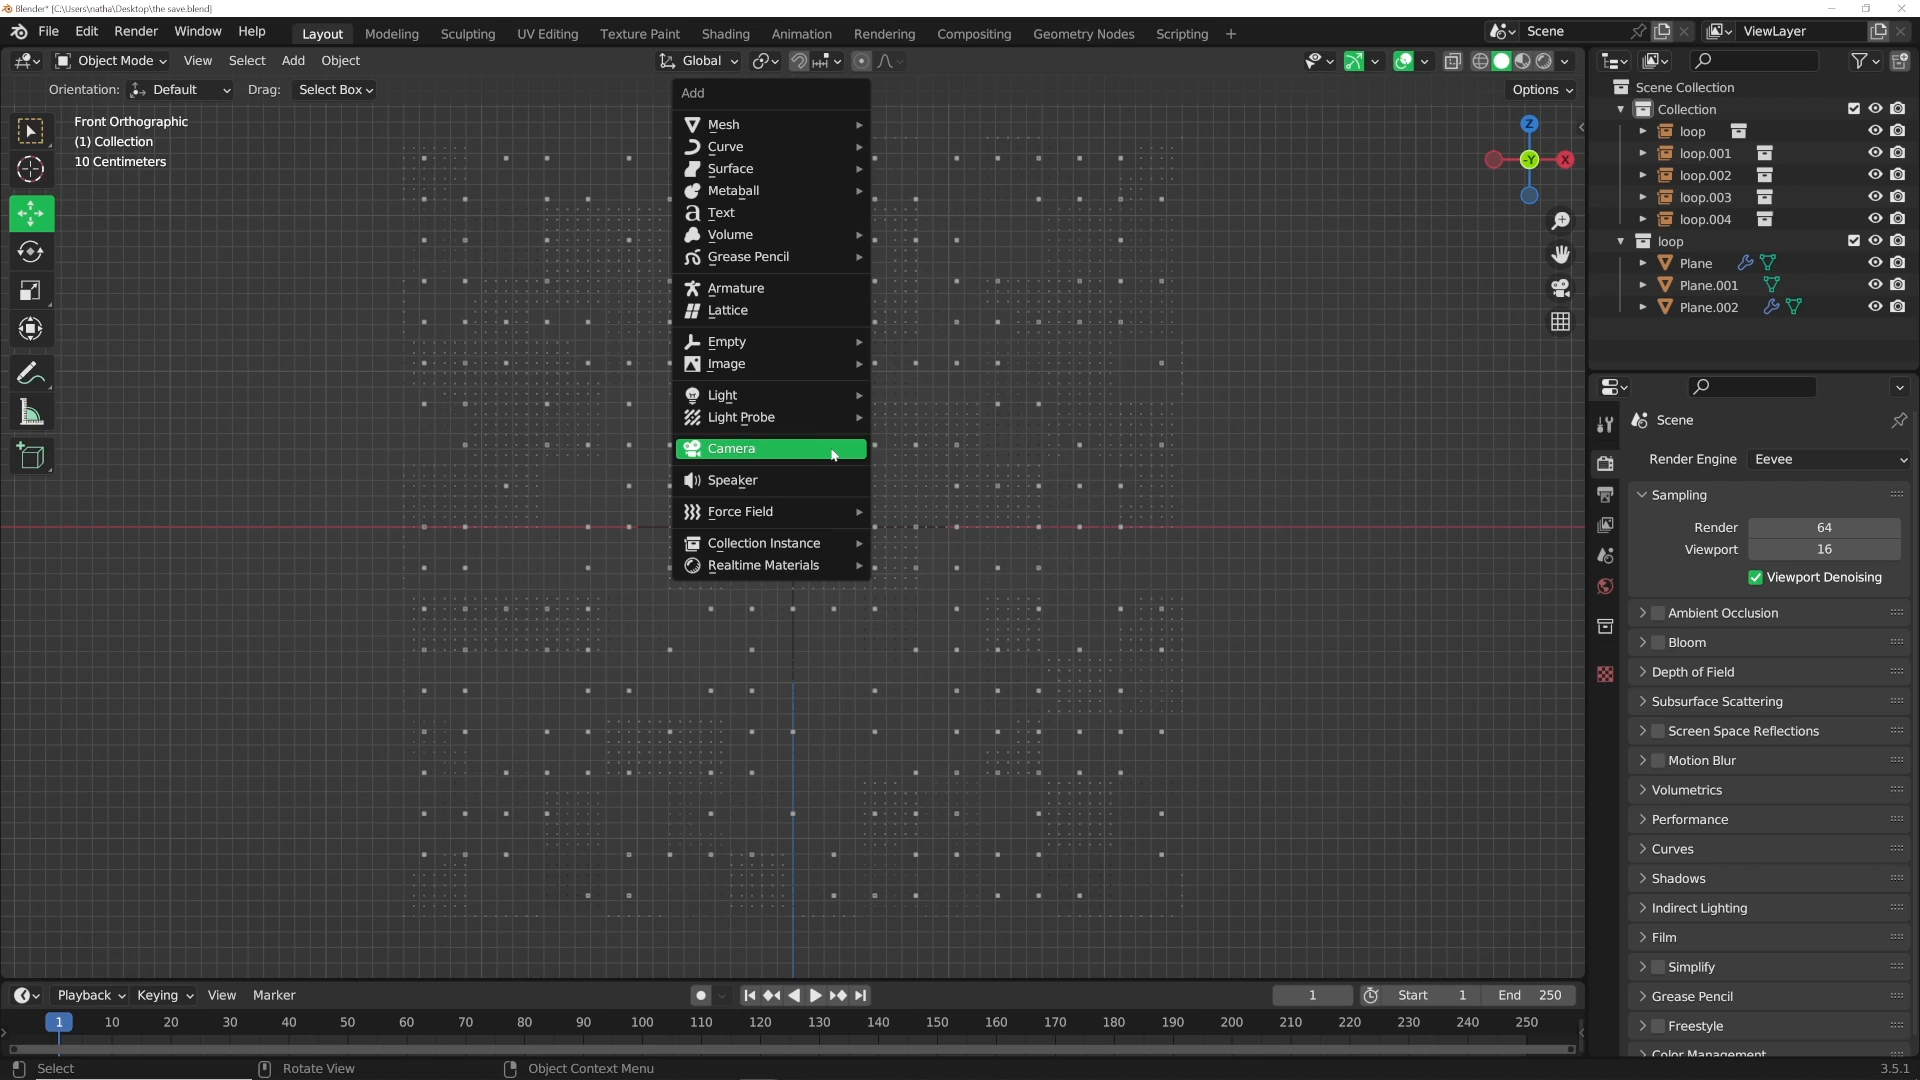 Blender* [C:\Users\natha\Desktop\the save.blend]
File Edit Render Window Help Layout Modeling Sculpting UV Editing Texture Paint Shading Animation Rendering Compositing Geometry Nodes Scripting + Scene ViewLayer
Object Mode View Select Add Object Global
Orientation: Default Drag: Select Box Options
Front Orthographic
(1) Collection
10 Centimeters
Add
Mesh
Curve
Surface
Metaball
Text
Volume
Grease Pencil
Armature
Lattice
Empty
Image
Light
Light Probe
Camera
Speaker
Force Field
Collection Instance
Realtime Materials
Z
-Y
X
Scene Collection
Collection
loop
loop.001
loop.002
loop.003
loop.004
loop
Plane
Plane.001
Plane.002
Scene
Render Engine Eevee
Sampling
Render 64
Viewport 16
Viewport Denoising
Ambient Occlusion
Bloom
Depth of Field
Subsurface Scattering
Screen Space Reflections
Motion Blur
Volumetrics
Performance
Curves
Shadows
Indirect Lighting
Film
Simplify
Grease Pencil
Freestyle
Color Management
Playback Keying View Marker 1 Start 1 End 250
1 10 20 30 40 50 60 70 80 90 100 110 120 130 140 150 160 170 180 190 200 210 220 230 240 250
Select Rotate View Object Context Menu 3.5.1